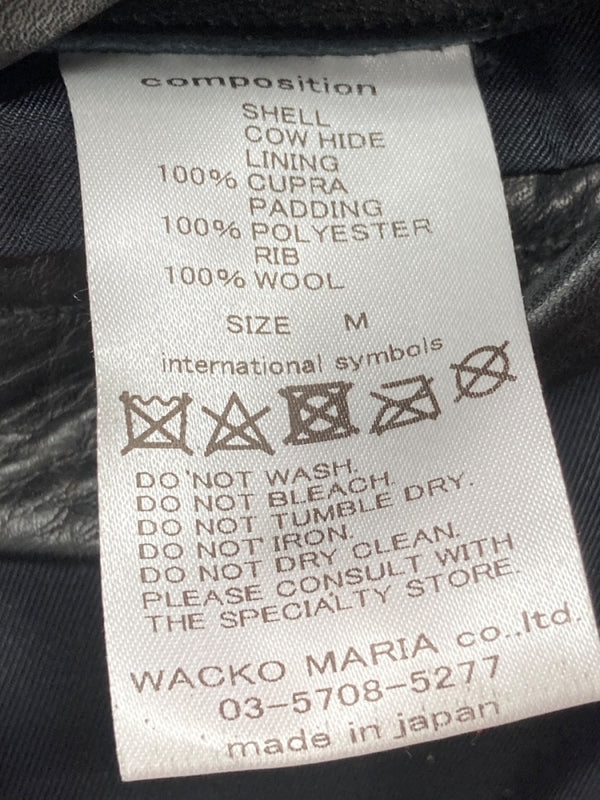 composition
SHELL
COW HIDE
LINING
100% CUPRA
PADDING
100% POLYESTER
RIB
100% WOOL
SIZE M
international symbols
DO NOT WASH.
DO NOT BLEACH.
DO NOT TUMBLE DRY.
DO NOT IRON.
DO NOT DRY CLEAN.
PLEASE CONSULT WITH
THE SPECIALTY STORE.
WACKO MARIA co.,ltd.
03-5708-5277
made in japan